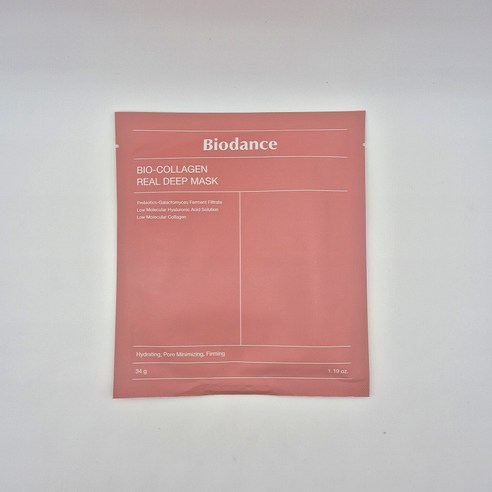 Biodance
BIO-COLLAGEN
REAL DEEP MASK
Probiotics-Galactomyces Ferment Filtrate
Low Molecular Hyaluronic Acid Solution
Low Molecular Collagen
Hydrating, Pore Minimizing, Firming
34 g
1.19 oz.